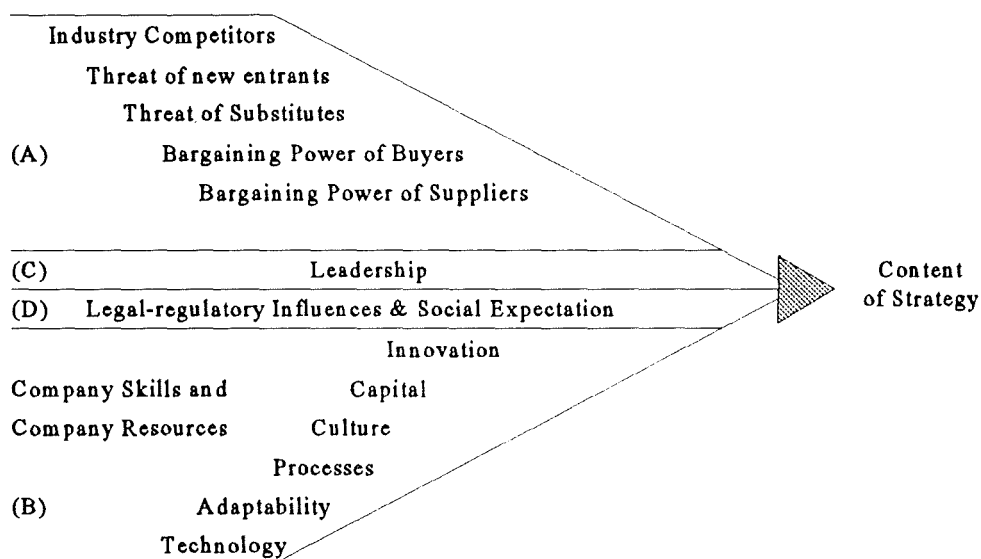 Industry Competitors
Threat of new entrants
Threat of Substitutes
(A) Bargaining Power of Buyers
Bargaining Power of Suppliers
(C) Leadership
(D) Legal-regulatory Influences & Social Expectation
Content
of Strategy
Innovation
Company Skills and Capital
Company Resources Culture
Processes
(B) Adaptability
Technology